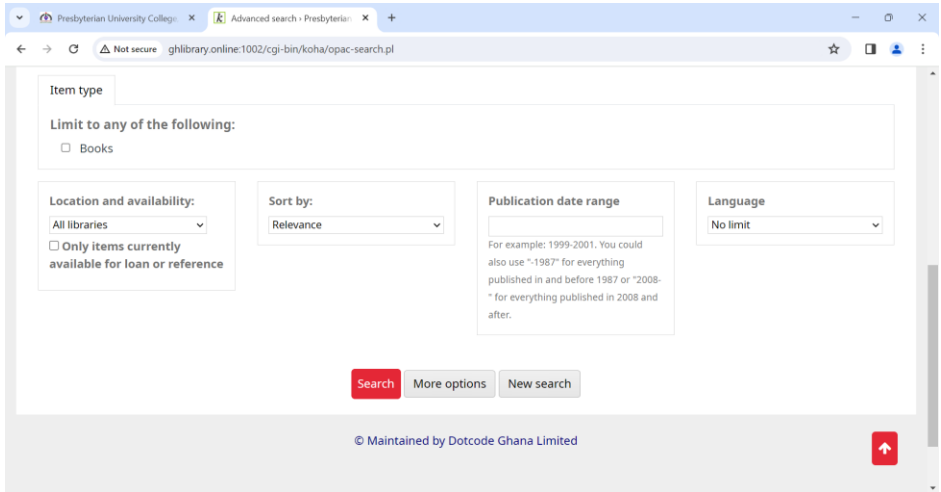 Presbyterian University College,
Advanced search › Presbyterian
Not secure
ghlibrary.online:1002/cgi-bin/koha/opac-search.pl
Item type
Limit to any of the following:
Books
Location and availability:
All libraries
Only items currently
available for loan or reference
Sort by:
Relevance
Publication date range
For example: 1999-2001. You could
also use "-1987" for everything
published in and before 1987 or "2008-
" for everything published in 2008 and
after.
Language
No limit
Search
More options
New search
© Maintained by Dotcode Ghana Limited